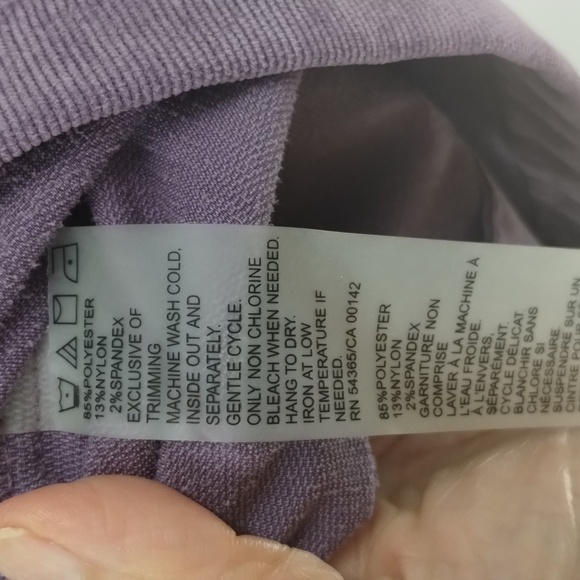 85%POLYESTER
13%NYLON
2%SPANDEX
EXCLUSIVE OF
TRIMMING
MACHINE WASH COLD,
INSIDE OUT AND
SEPARATELY.
GENTLE CYCLE.
ONLY NON CHLORINE
BLEACH WHEN NEEDED.
HANG TO DRY.
IRON AT LOW
TEMPERATURE IF
NEEDED.
RN 54365/CA 00142
85%POLYESTER
13%NYLON
2%SPANDEX
GARNITURE NON
COMPRISE
LAVER À LA MACHINE À
L'EAU FROIDE.
À L'ENVERS,
SÉPARÉMENT.
CYCLE DÉLICAT
BLANCHIR SANS
CHLORE SI
NÉCESSAIRE
SUSPENDRE SUR UN